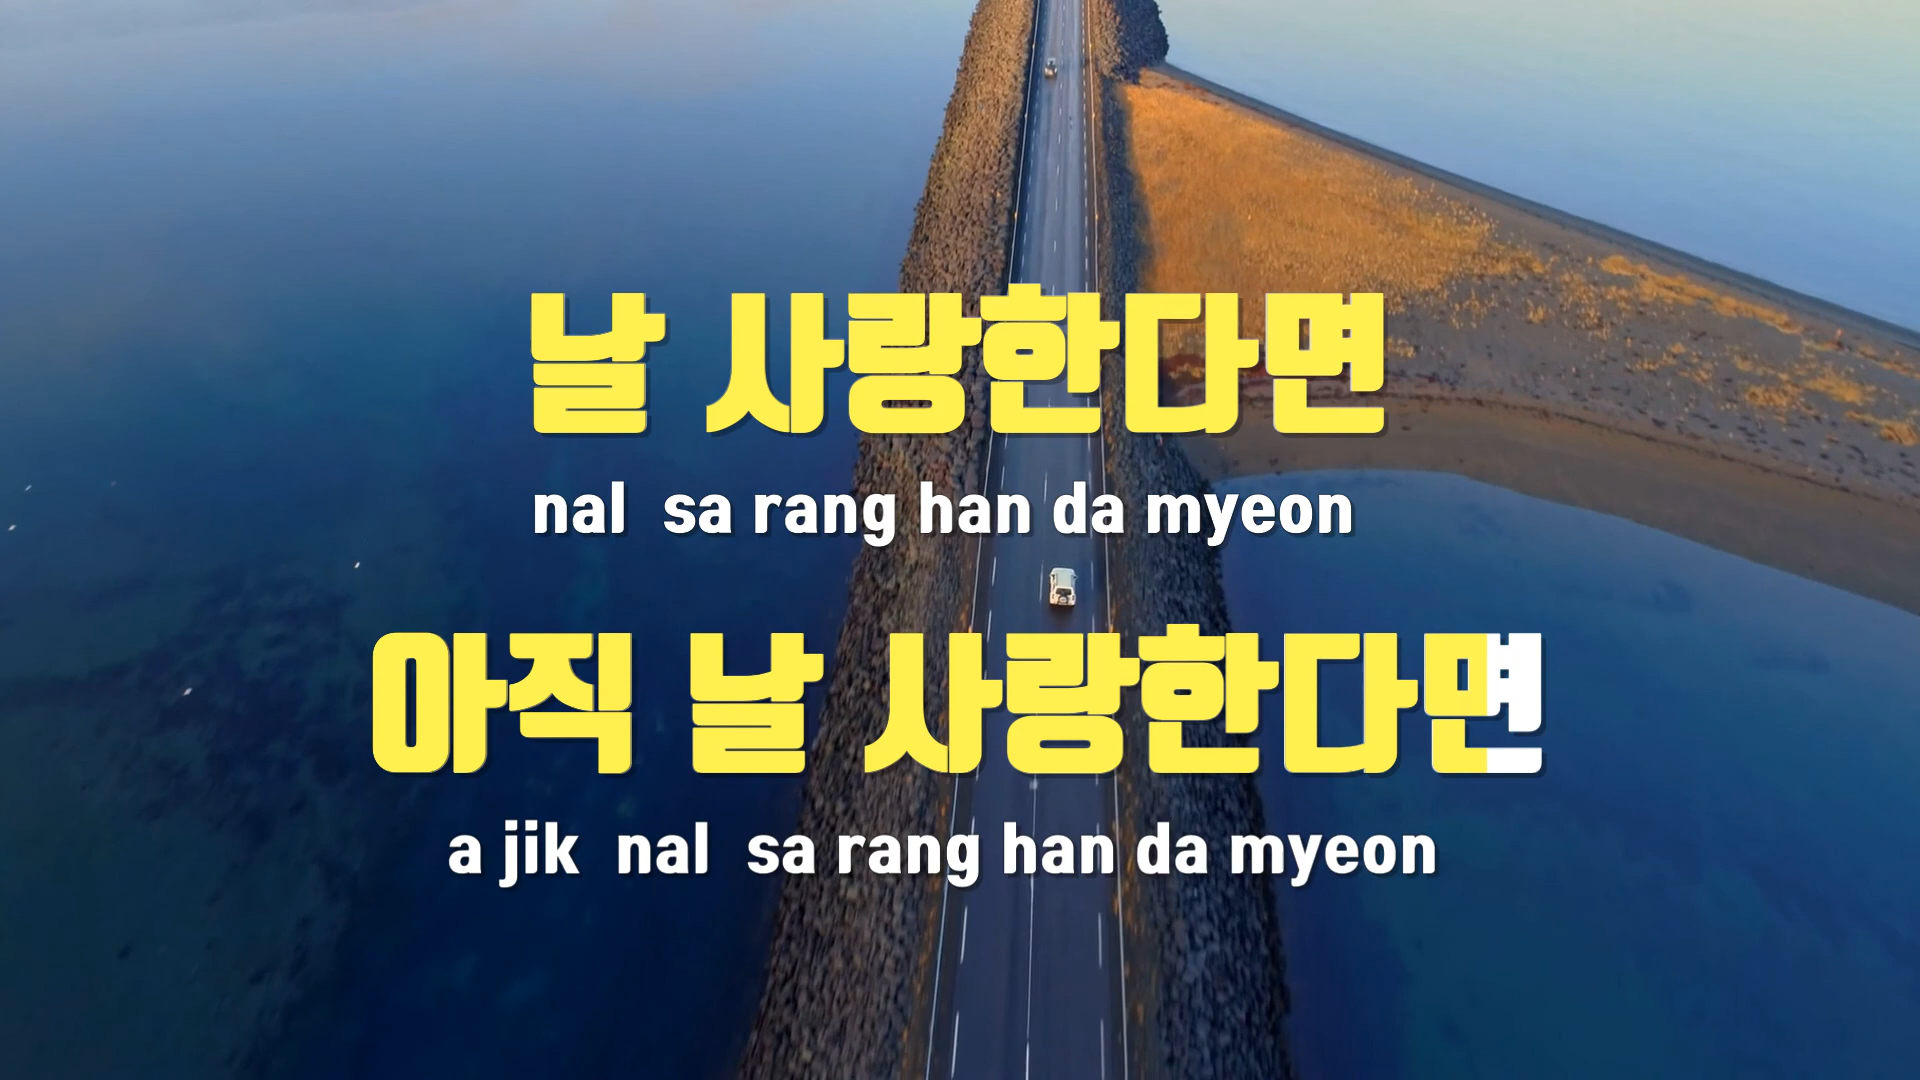 날 사랑한다면
nal sa rang han da myeon
아직 날 사랑한다면
a jik nal sa rang han da myeon